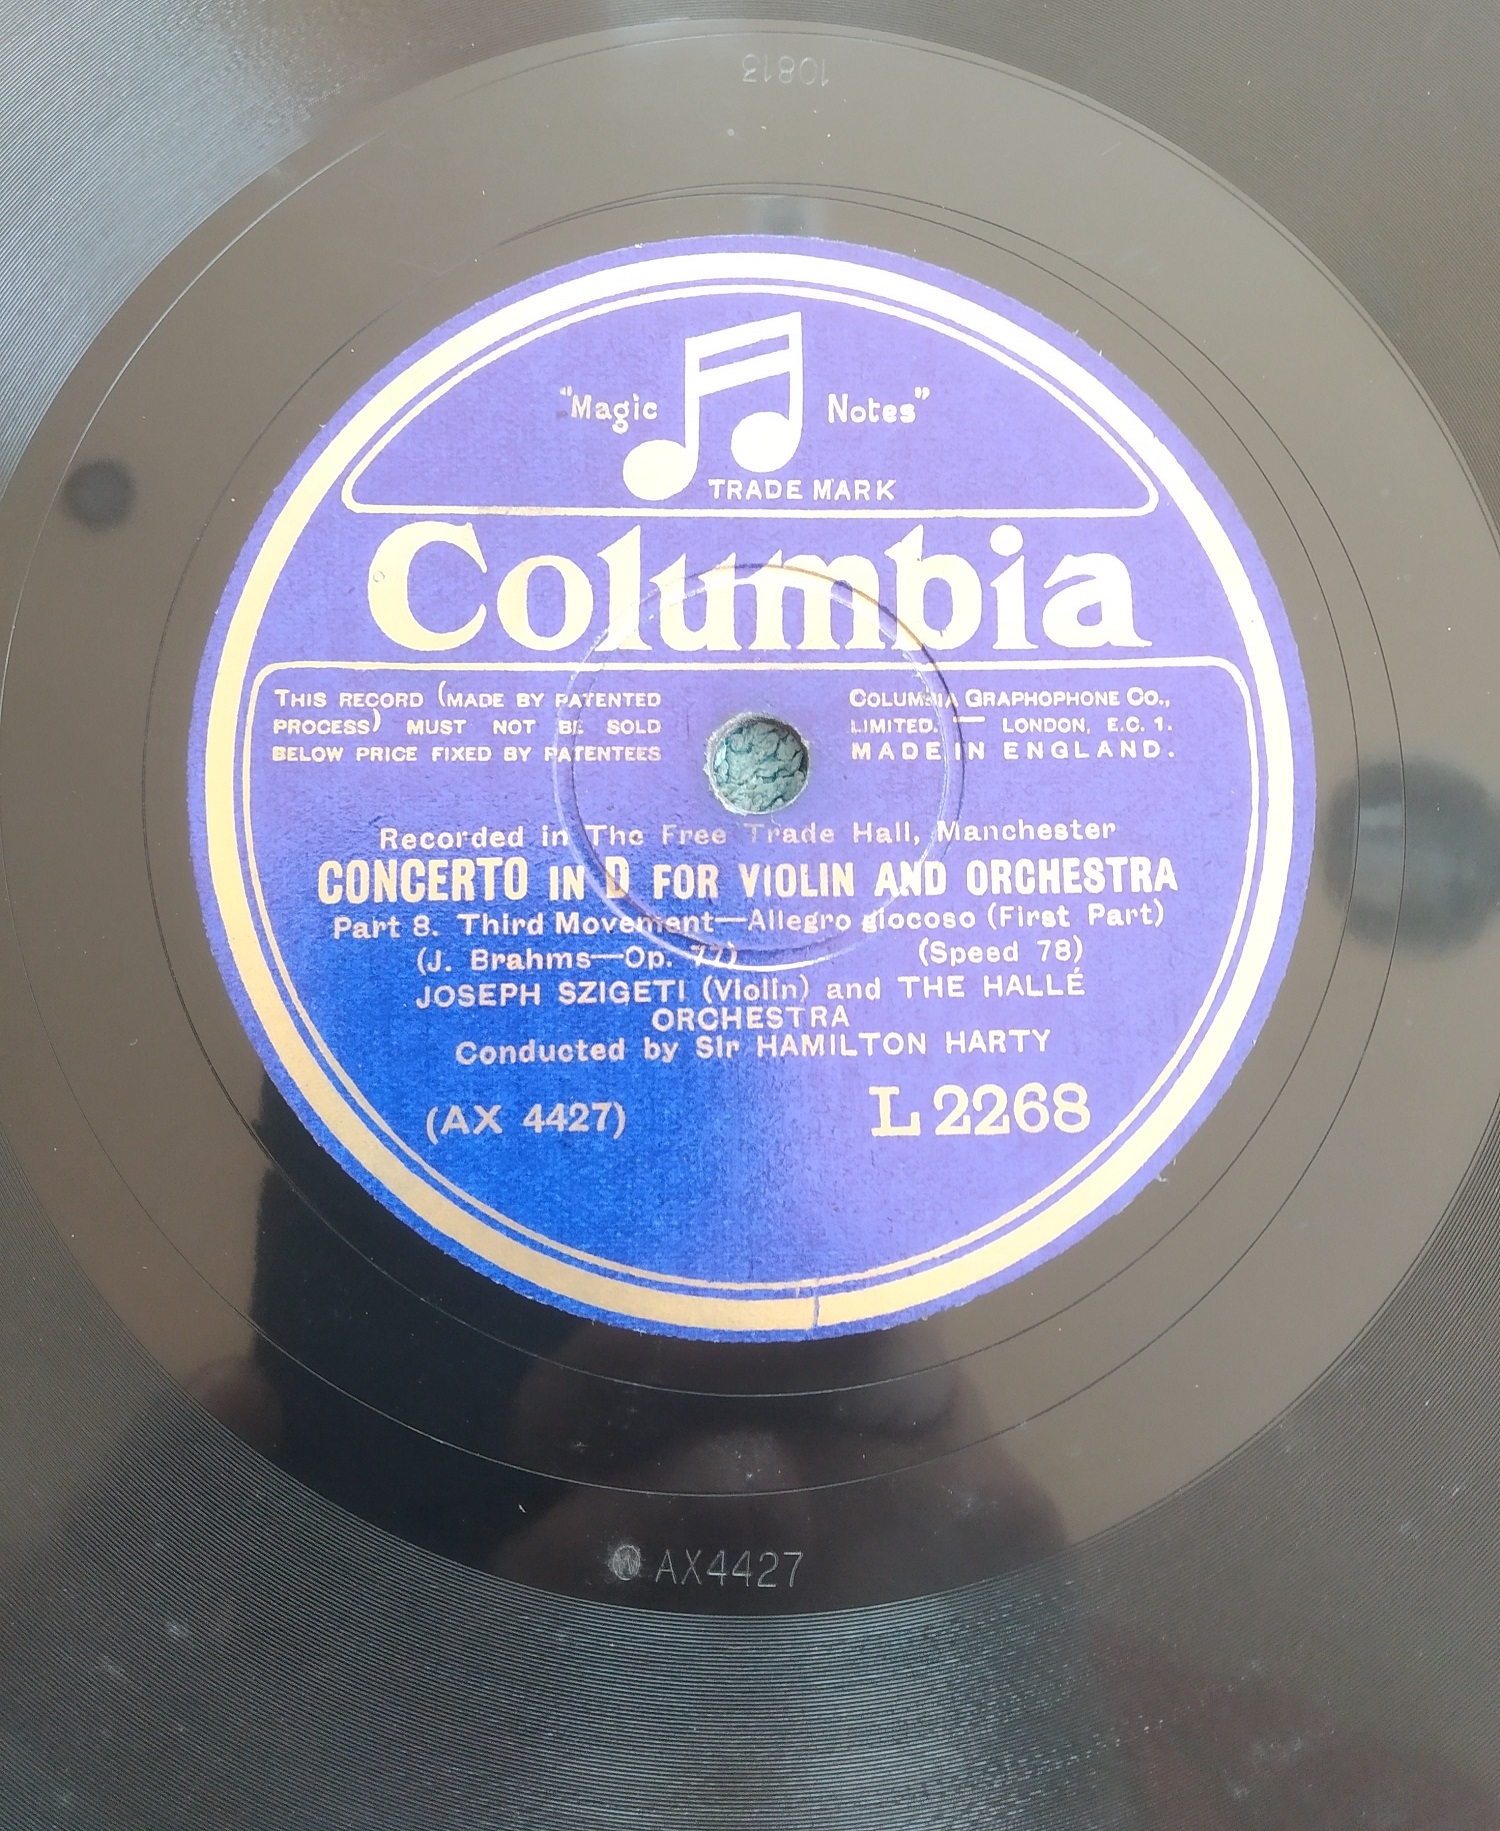 10813
"Magic Notes"
TRADE MARK
Columbia
THIS RECORD (MADE BY PATENTED
PROCESS) MUST NOT BE SOLD
BELOW PRICE FIXED BY PATENTEES
COLUMBIA GRAPHOPHONE CO.,
LIMITED. — LONDON, E.C. 1.
MADE IN ENGLAND.
Recorded in The Free Trade Hall, Manchester
CONCERTO IN D FOR VIOLIN AND ORCHESTRA
Part 8. Third Movement—Allegro giocoso (First Part)
(J. Brahms—Op. 77) (Speed 78)
JOSEPH SZIGETI (Violin) and THE HALLÉ
ORCHESTRA
Conducted by Sir HAMILTON HARTY
(AX 4427) L 2268
W AX4427